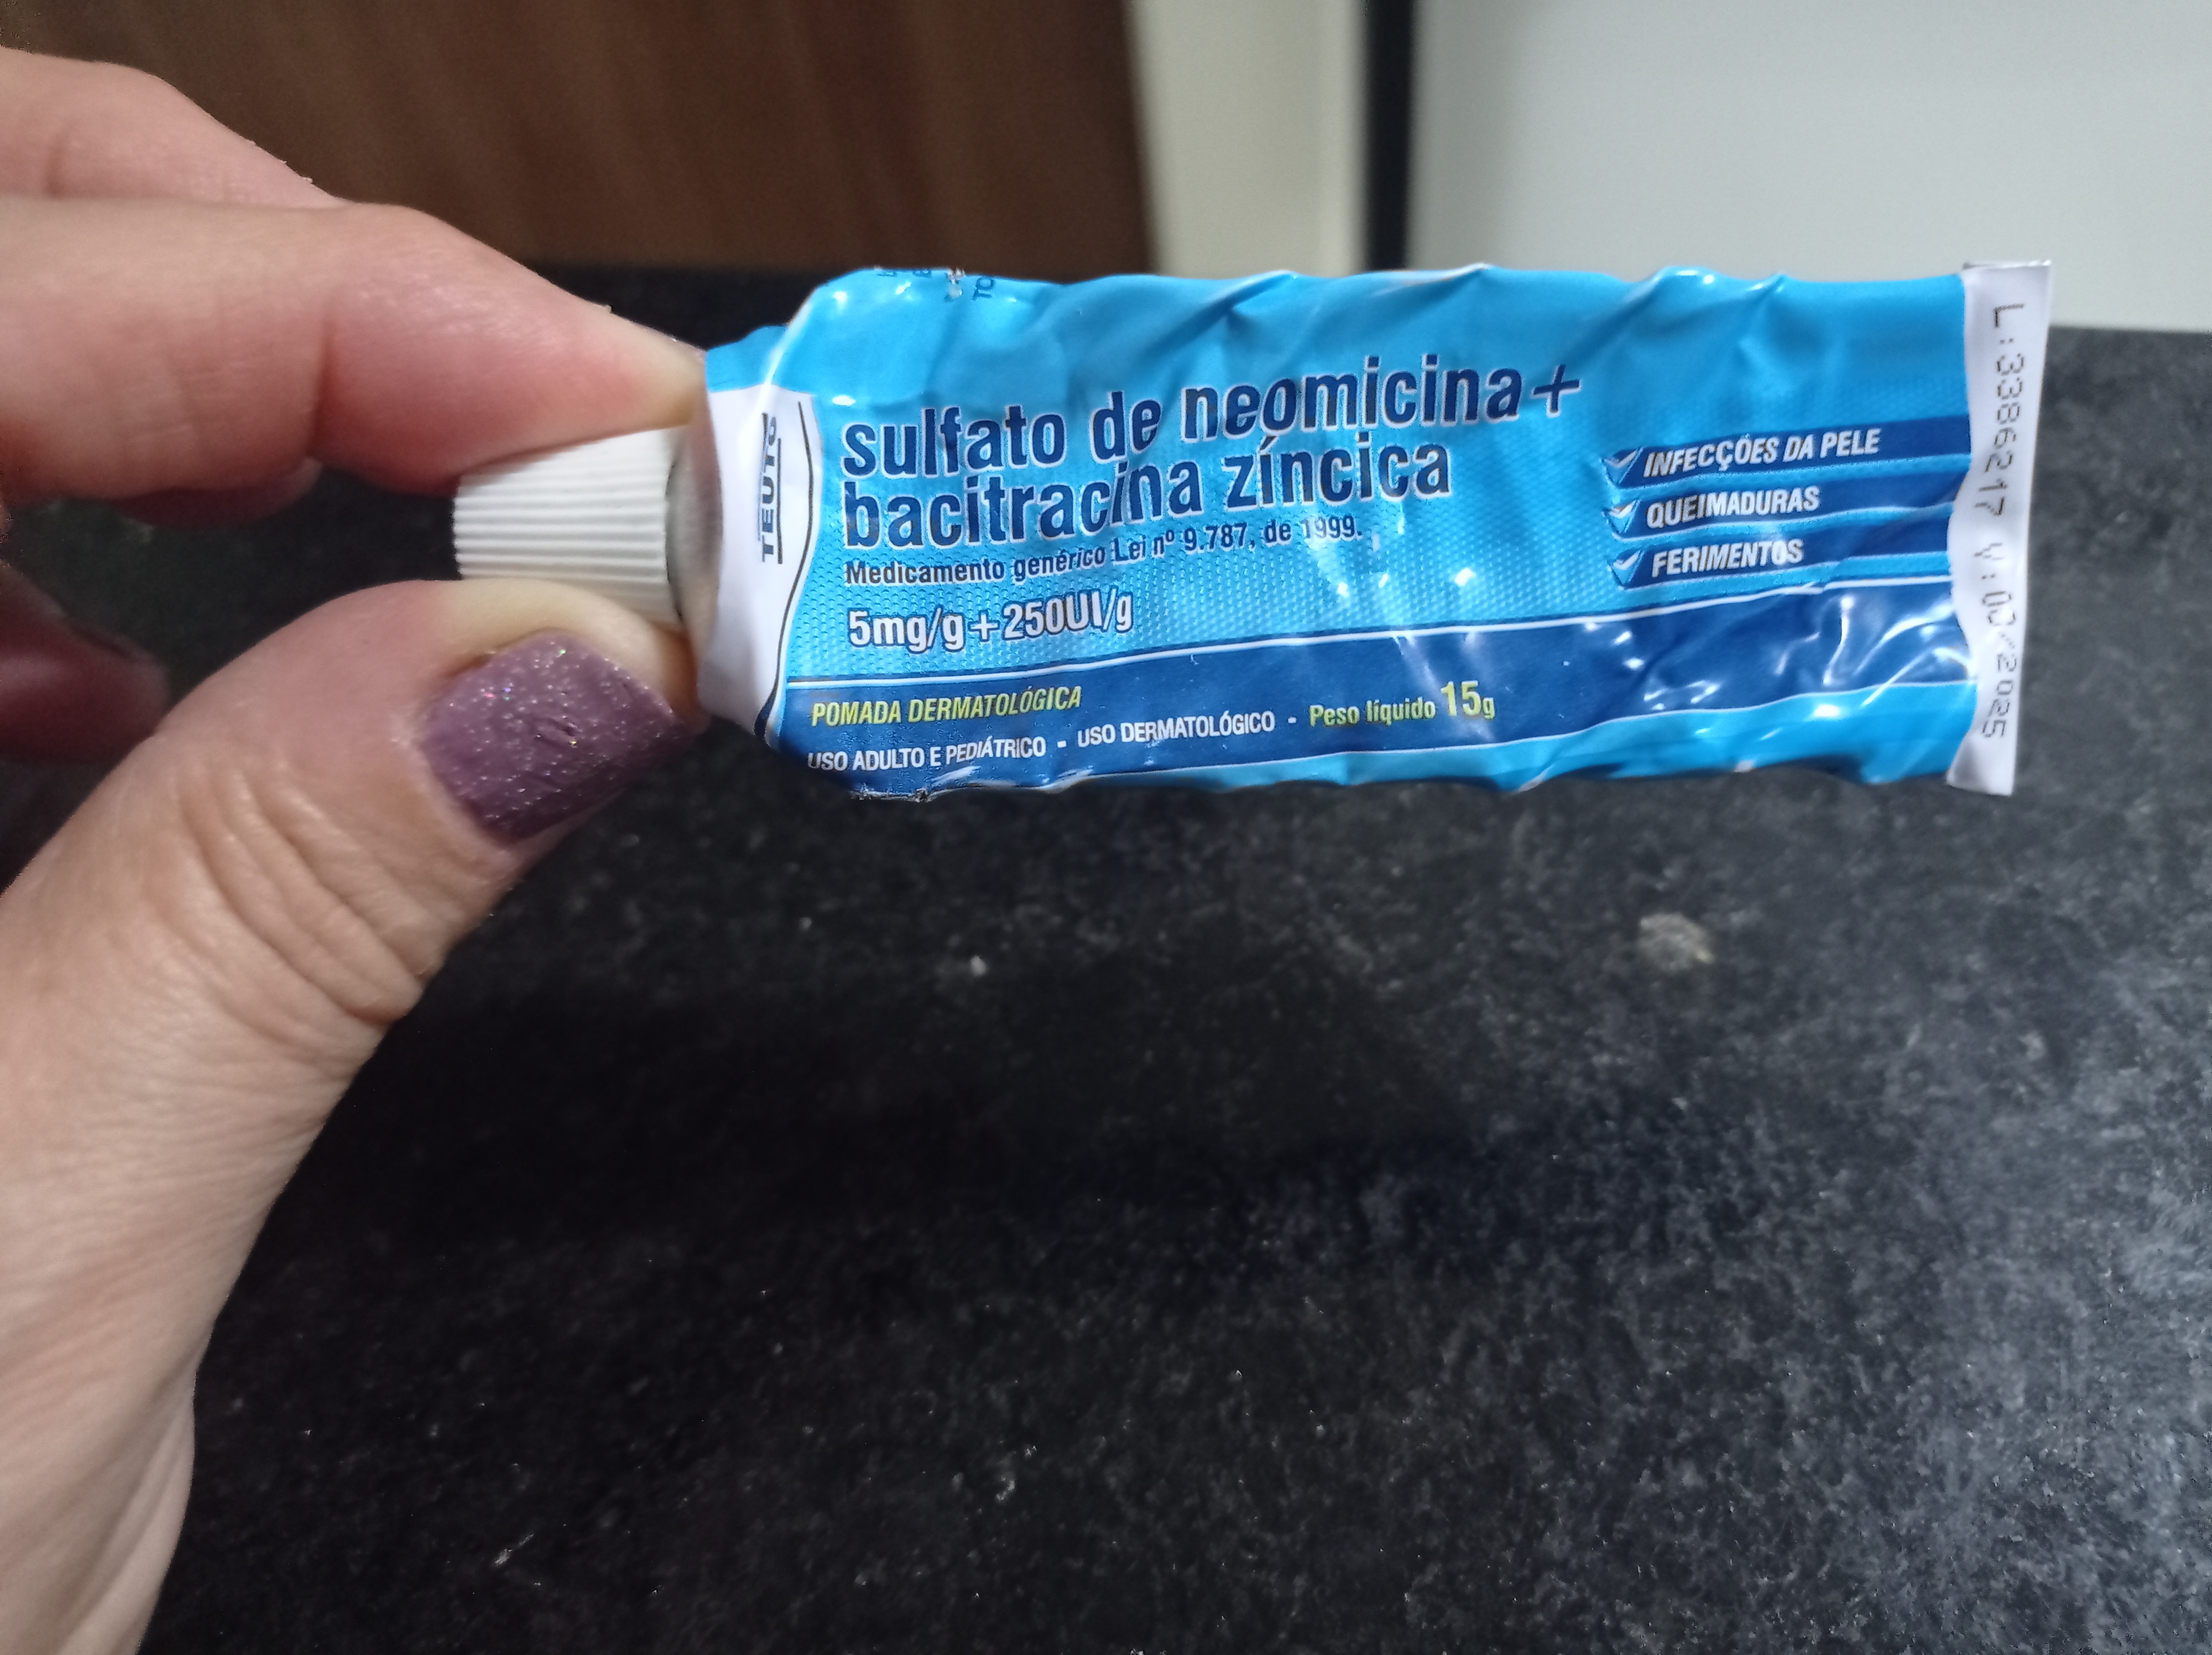 TEUTO
sulfato de neomicina+
bacitracina zíncica
Medicamento genérico Lei nº 9.787, de 1999.
5mg/g+250UI/g
POMADA DERMATOLÓGICA
USO ADULTO E PEDIÁTRICO - USO DERMATOLÓGICO - Peso líquido 15g
INFECÇÕES DA PELE
QUEIMADURAS
FERIMENTOS
L:3386217 V: